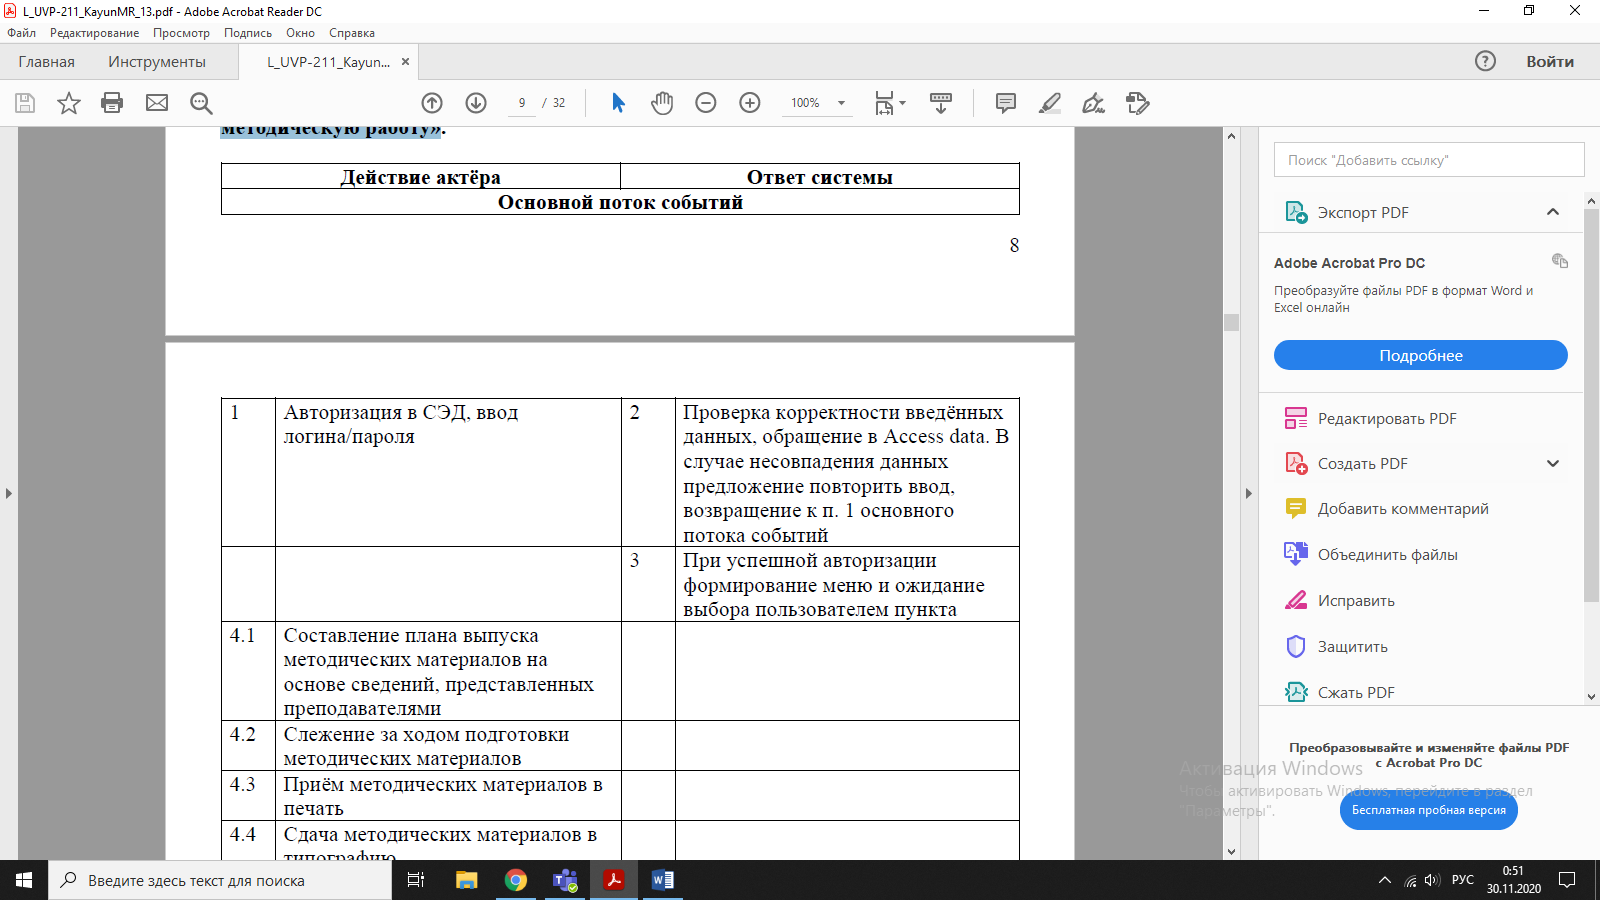 L_UVP-211_KayunMR_13.pdf - Adobe Acrobat Reader DC
Файл Редактирование Просмотр Подпись Окно Справка
Главная Инструменты L_UVP-211_Kayun... Войти
9 / 32 100%
методическую работу».
Действие актёра Ответ системы
Основной поток событий
8
1 Авторизация в СЭД, ввод
логина/пароля
2 Проверка корректности введённых
данных, обращение в Access data. В
случае несовпадения данных
предложение повторить ввод,
возвращение к п. 1 основного
потока событий
3 При успешной авторизации
формирование меню и ожидание
выбора пользователем пункта
4.1 Составление плана выпуска
методических материалов на
основе сведений, представленных
преподавателями
4.2 Слежение за ходом подготовки
методических материалов
4.3 Приём методических материалов в
печать
4.4 Сдача методических материалов в
типографию
Поиск "Добавить ссылку"
Экспорт PDF
Adobe Acrobat Pro DC
Преобразуйте файлы PDF в формат Word и
Excel онлайн
Подробнее
Редактировать PDF
Создать PDF
Добавить комментарий
Объединить файлы
Исправить
Защитить
Сжать PDF
Преобразовывайте и изменяйте файлы PDF
с Acrobat Pro DC
Бесплатная пробная версия
Активация Windows
Чтобы активировать Windows, перейдите в раздел
"Параметры".
Введите здесь текст для поиска
РУС
0:51
30.11.2020